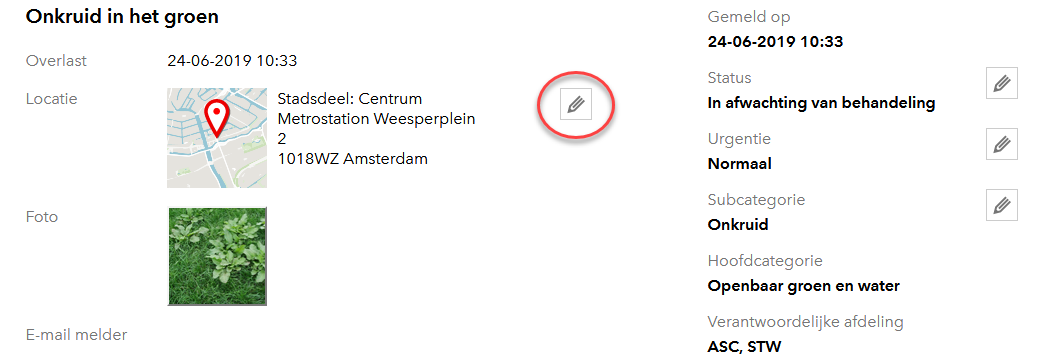 Onkruid in het groen
Overlast
24-06-2019 10:33
Locatie
Stadsdeel: Centrum
Metrostation Weesperplein
2
1018WZ Amsterdam
Foto
E-mail melder
Gemeld op
24-06-2019 10:33
Status
In afwachting van behandeling
Urgentie
Normaal
Subcategorie
Onkruid
Hoofdcategorie
Openbaar groen en water
Verantwoordelijke afdeling
ASC, STW